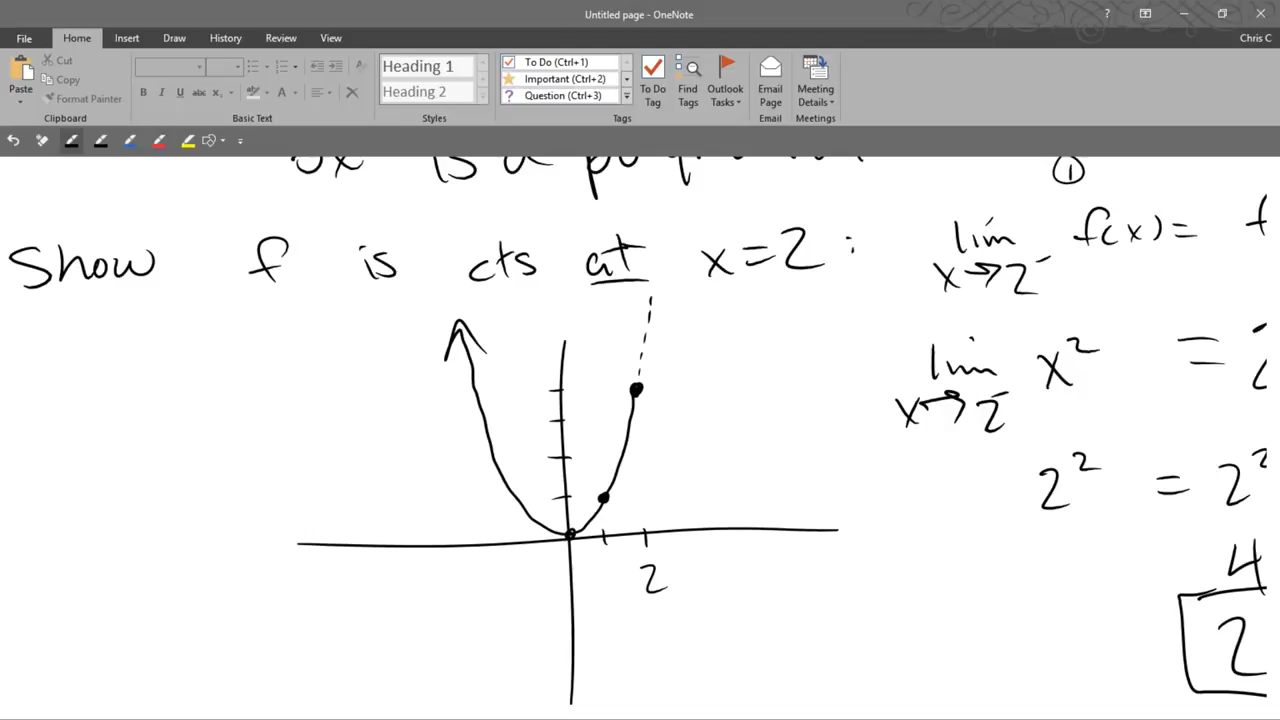 Untitled page - OneNote
File Home Insert Draw History Review View Chris C
Cut
Copy
Format Painter
Paste
Clipboard
B I U abc
Basic Text
Heading 1
Heading 2
Styles
To Do (Ctrl+1)
Important (Ctrl+2)
Question (Ctrl+3)
To Do Tag
Find Tags
Outlook Tasks
Tags
Email Page
Email
Meeting Details
Meetings
is a
①
Show f is cts at x=2 :
lim f(x) =
x→2⁻
lim x² =
x→2⁻
2² = 2²
4
2
2